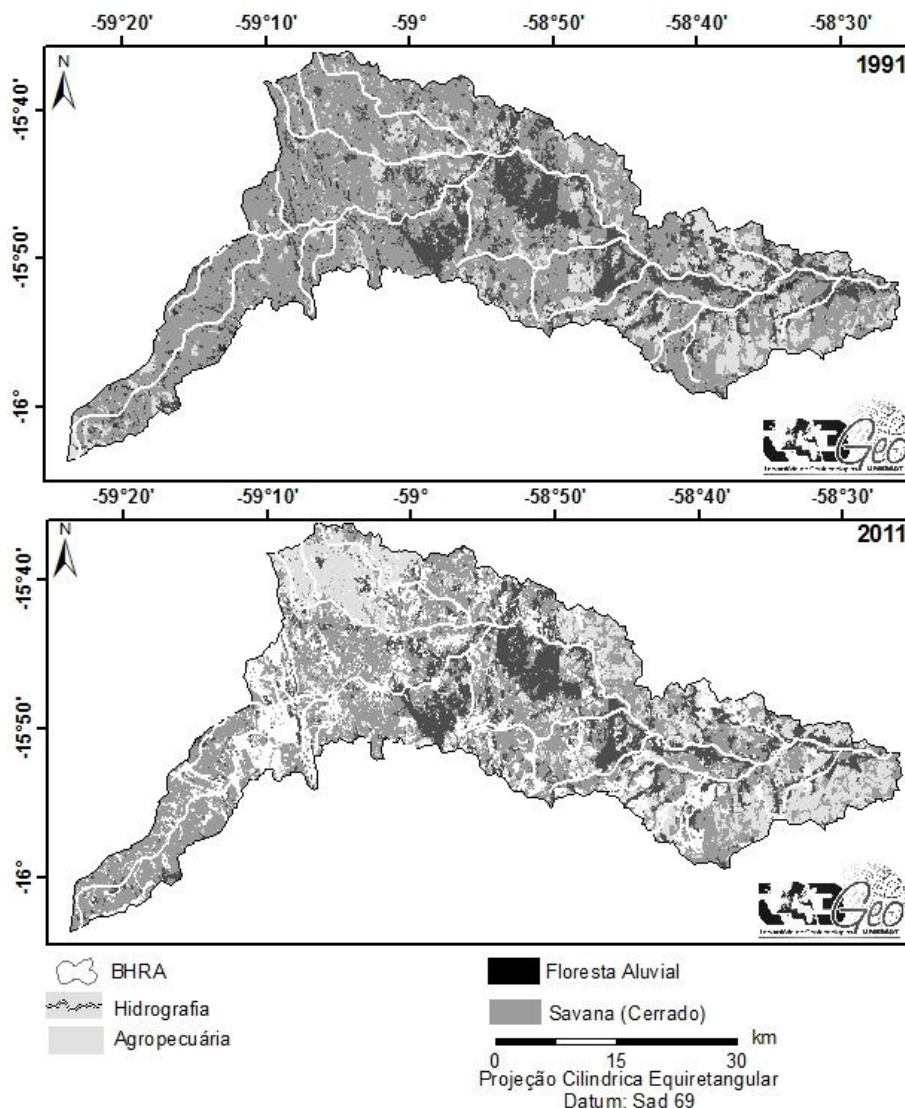 -59°20' -59°10' -59° -58°50' -58°40' -58°30'
N
1991
-15°40'
-15°50'
-16°
Geo
-59°20' -59°10' -59° -58°50' -58°40' -58°30'
N
2011
-15°40'
-15°50'
-16°
Geo
BHRA
Hidrografia
Agropecuária
Floresta Aluvial
Savana (Cerrado)
km
0 15 30
Projeção Cilindrica Equiretangular
Datum: Sad 69